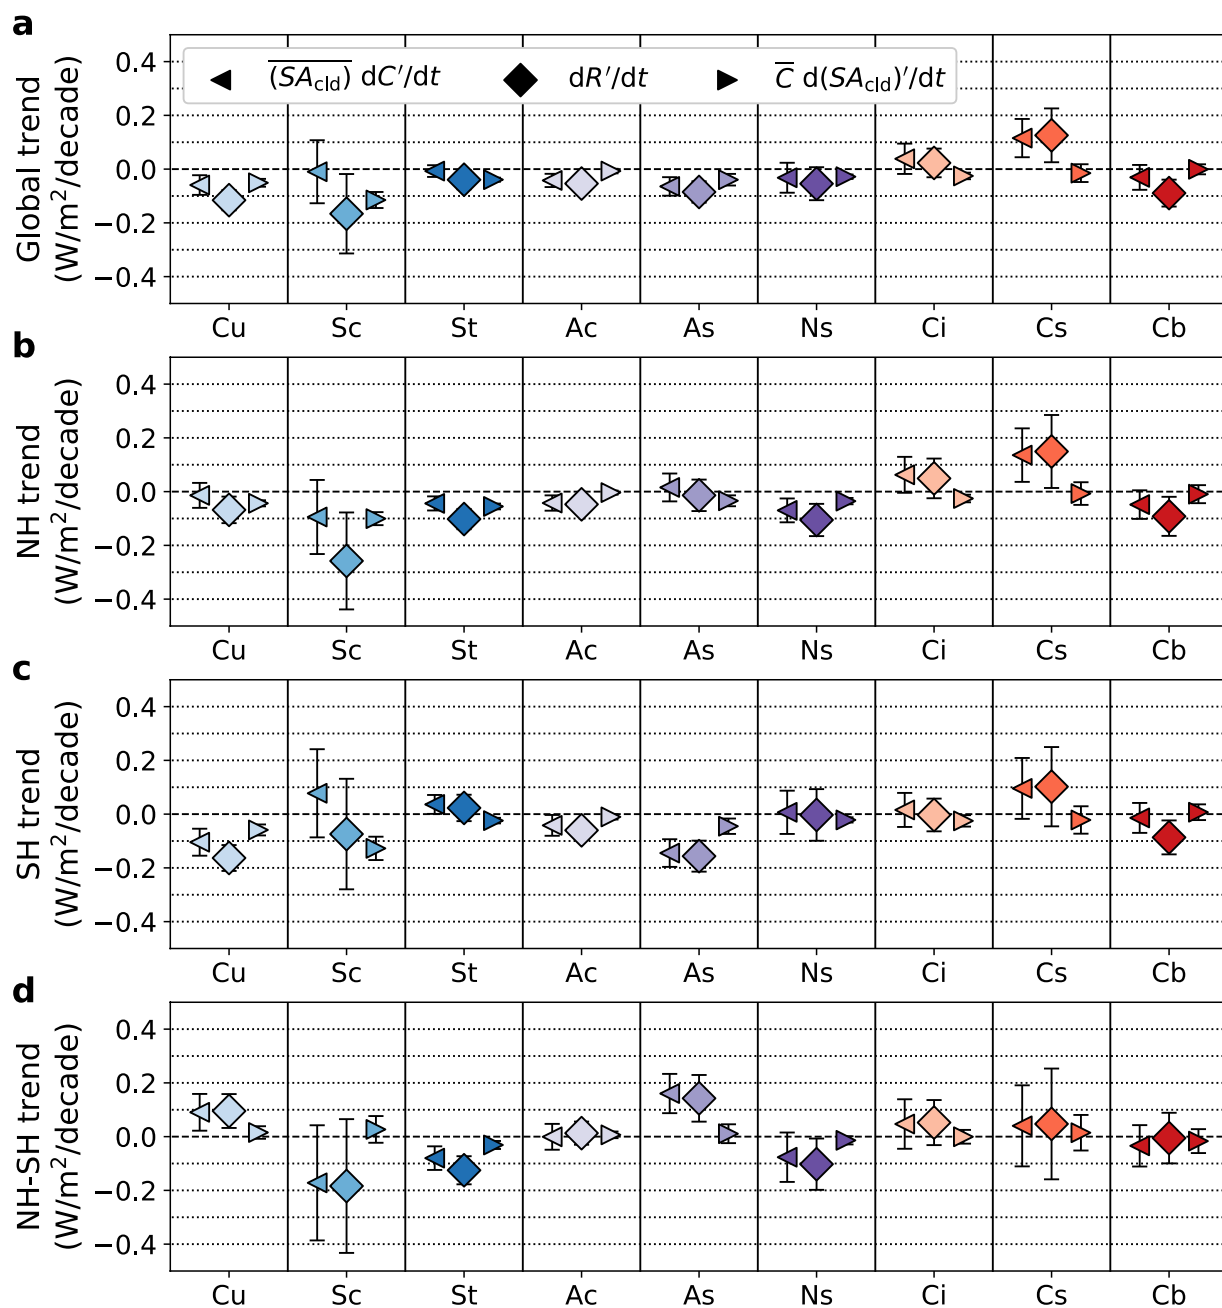 a
(SA_cld) dC′/dt dR′/dt C d(SA_cld)′/dt
Global trend
(W/m²/decade)
0.4
0.2
0.0
−0.2
−0.4
Cu Sc St Ac As Ns Ci Cs Cb
b
NH trend
(W/m²/decade)
0.4
0.2
0.0
−0.2
−0.4
Cu Sc St Ac As Ns Ci Cs Cb
c
SH trend
(W/m²/decade)
0.4
0.2
0.0
−0.2
−0.4
Cu Sc St Ac As Ns Ci Cs Cb
d
NH-SH trend
(W/m²/decade)
0.4
0.2
0.0
−0.2
−0.4
Cu Sc St Ac As Ns Ci Cs Cb